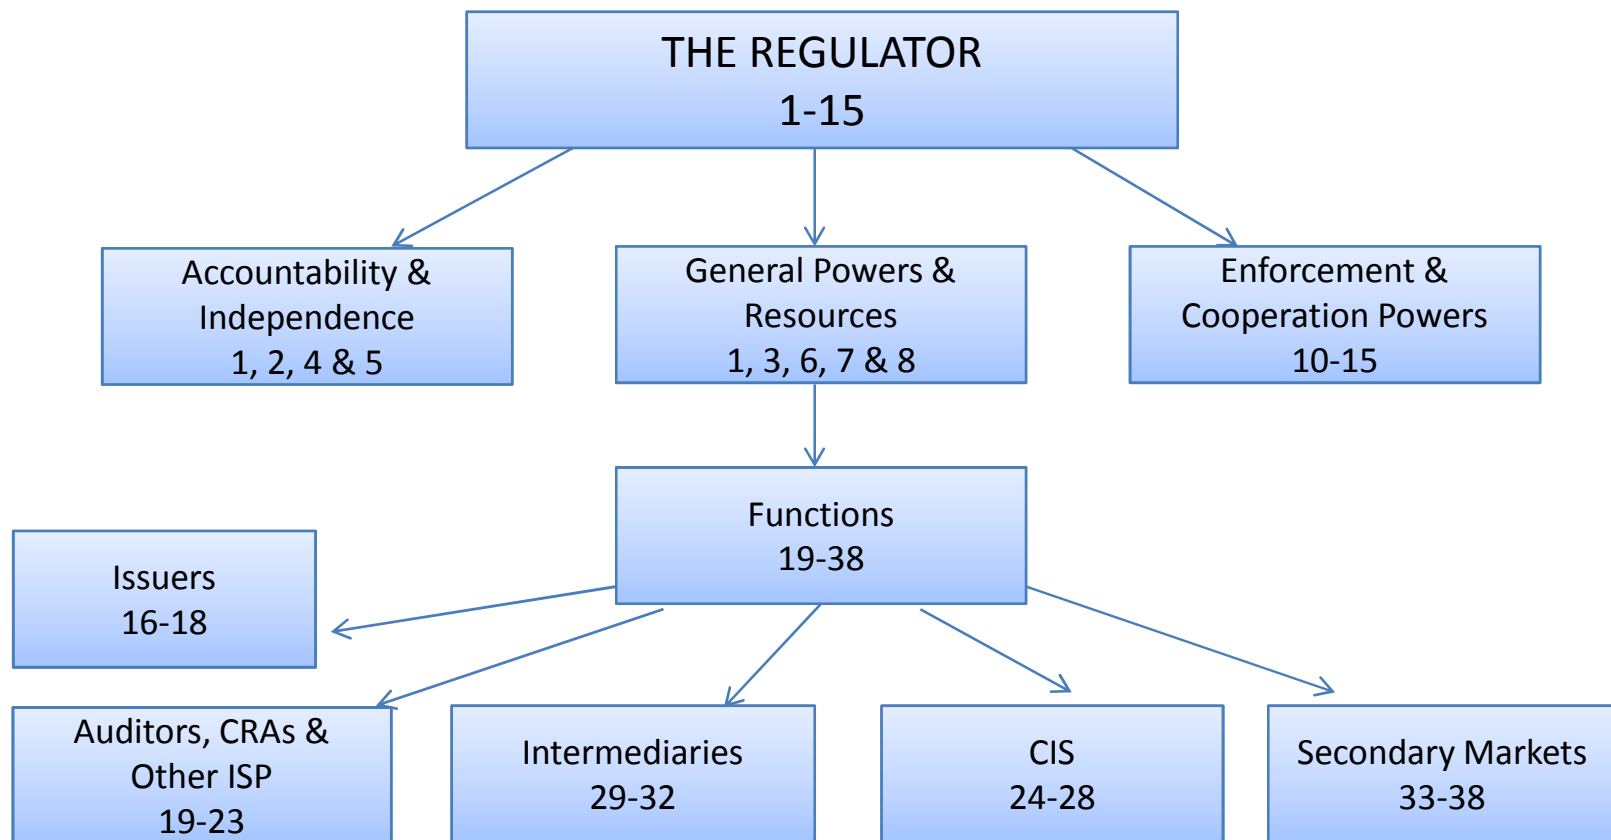 THE REGULATOR
1-15
Accountability &
Independence
1, 2, 4 & 5
General Powers &
Resources
1, 3, 6, 7 & 8
Enforcement &
Cooperation Powers
10-15
Functions
19-38
Issuers
16-18
Auditors, CRAs &
Other ISP
19-23
Intermediaries
29-32
CIS
24-28
Secondary Markets
33-38